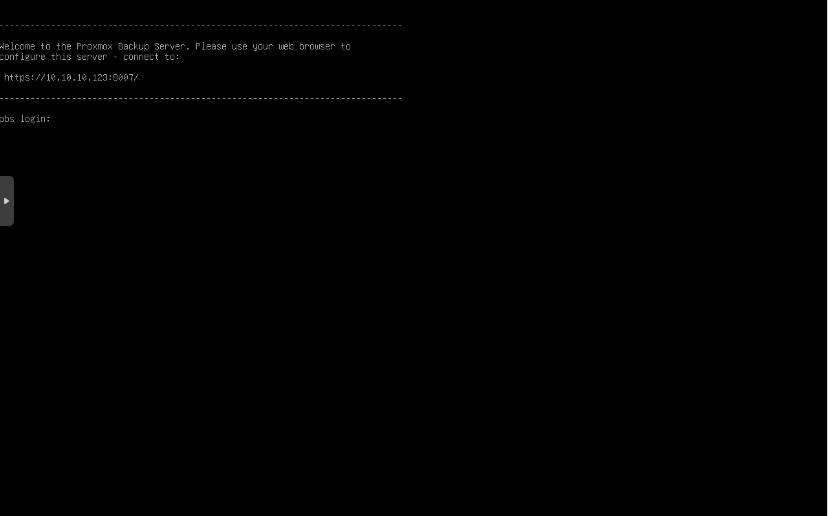 --------------------------------------------------------------------------------
Welcome to the Proxmox Backup Server. Please use your web browser to
configure this server - connect to:
https://10.10.10.123:8007/
--------------------------------------------------------------------------------
pbs login: